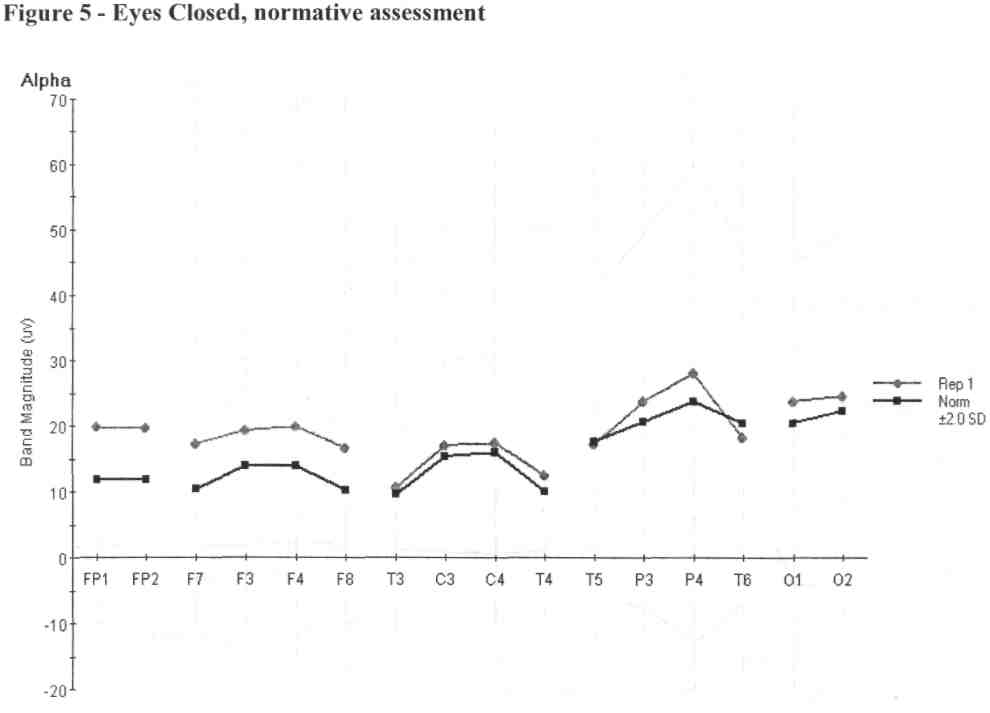 Figure 5 - Eyes Closed, normative assessment
Alpha
70
60
50
40
30
20
10
0
-10
-20
Band Magnitude (uv)
FP1 FP2 F7 F3 F4 F8 T3 C3 C4 T4 T5 P3 P4 T6 O1 O2
Rep 1
Norm
±2.0 SD